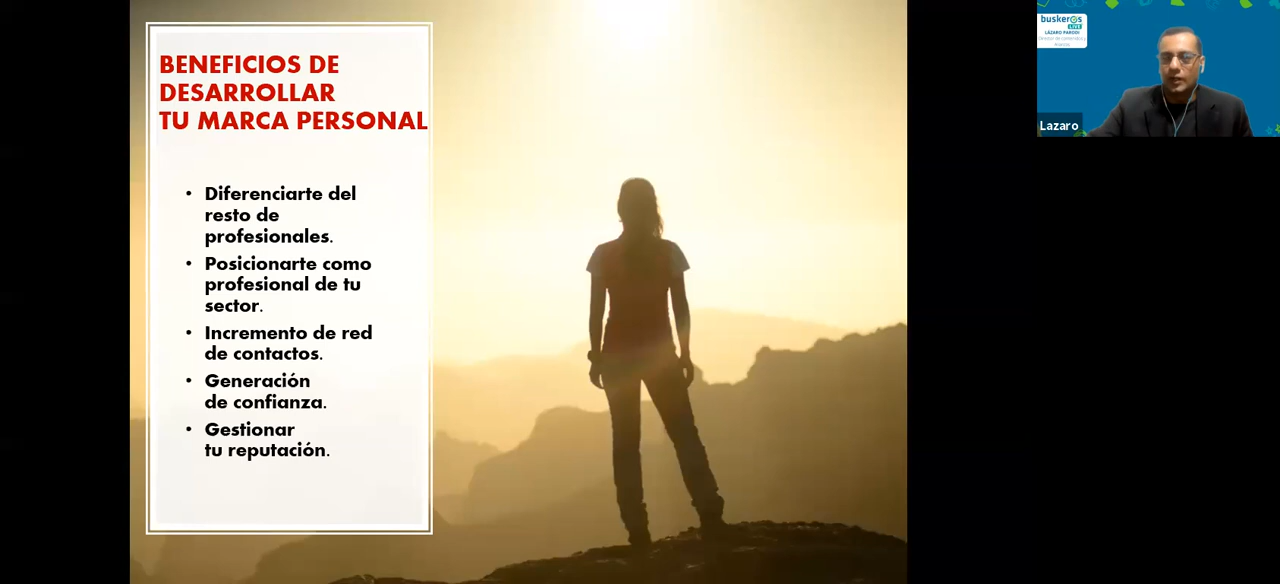 BENEFICIOS DE
DESARROLLAR
TU MARCA PERSONAL
• Diferenciarte del
resto de
profesionales.
• Posicionarte como
profesional de tu
sector.
• Incremento de red
de contactos.
• Generación
de confianza.
• Gestionar
tu reputación.
buskeros
LIVE
LÁZARO PAREDI
Lazaro